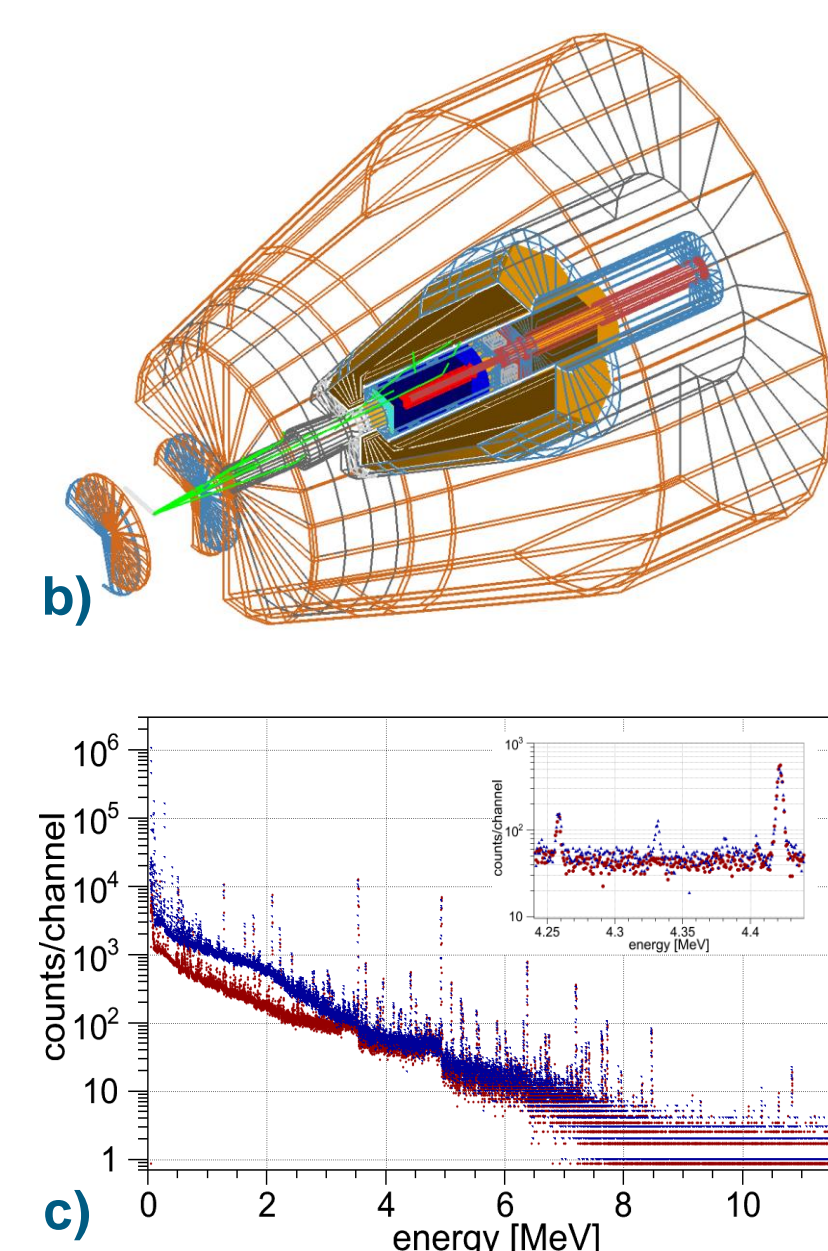 b)
10⁶
10⁵
10⁴
10³
10²
10
1
counts/channel
0 2 4 6 8 10
energy [MeV]
10³
10²
10
counts/channel
4.25 4.3 4.35 4.4
energy [MeV]
c)